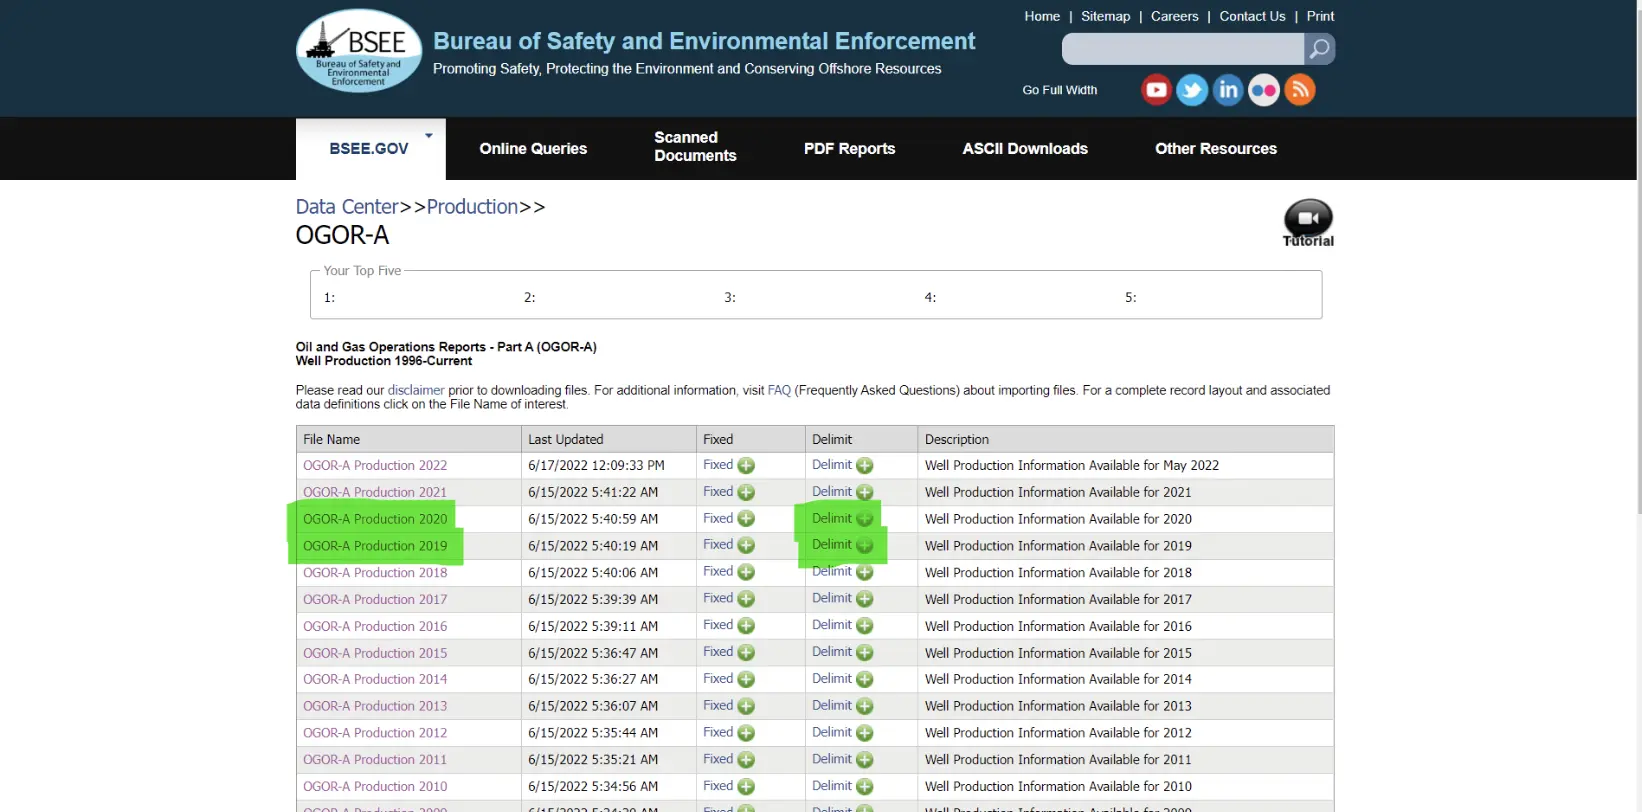 Home | Sitemap | Careers | Contact Us | Print
BSEE
Bureau of Safety and
Environmental
Enforcement
Bureau of Safety and Environmental Enforcement
Promoting Safety, Protecting the Environment and Conserving Offshore Resources
Go Full Width
in
BSEE.GOV
Online Queries
Scanned
Documents
PDF Reports
ASCII Downloads
Other Resources
Data Center>>Production>>
OGOR-A
Tutorial
Your Top Five
1: 2: 3: 4: 5:
Oil and Gas Operations Reports - Part A (OGOR-A)
Well Production 1996-Current
Please read our disclaimer prior to downloading files. For additional information, visit FAQ (Frequently Asked Questions) about importing files. For a complete record layout and associated
data definitions click on the File Name of interest.
File Name Last Updated Fixed Delimit Description
OGOR-A Production 2022 6/17/2022 12:09:33 PM Fixed Delimit Well Production Information Available for May 2022
OGOR-A Production 2021 6/15/2022 5:41:22 AM Fixed Delimit Well Production Information Available for 2021
OGOR-A Production 2020 6/15/2022 5:40:59 AM Fixed Delimit Well Production Information Available for 2020
OGOR-A Production 2019 6/15/2022 5:40:19 AM Fixed Delimit Well Production Information Available for 2019
OGOR-A Production 2018 6/15/2022 5:40:06 AM Fixed Delimit Well Production Information Available for 2018
OGOR-A Production 2017 6/15/2022 5:39:39 AM Fixed Delimit Well Production Information Available for 2017
OGOR-A Production 2016 6/15/2022 5:39:11 AM Fixed Delimit Well Production Information Available for 2016
OGOR-A Production 2015 6/15/2022 5:36:47 AM Fixed Delimit Well Production Information Available for 2015
OGOR-A Production 2014 6/15/2022 5:36:27 AM Fixed Delimit Well Production Information Available for 2014
OGOR-A Production 2013 6/15/2022 5:36:07 AM Fixed Delimit Well Production Information Available for 2013
OGOR-A Production 2012 6/15/2022 5:35:44 AM Fixed Delimit Well Production Information Available for 2012
OGOR-A Production 2011 6/15/2022 5:35:21 AM Fixed Delimit Well Production Information Available for 2011
OGOR-A Production 2010 6/15/2022 5:34:56 AM Fixed Delimit Well Production Information Available for 2010